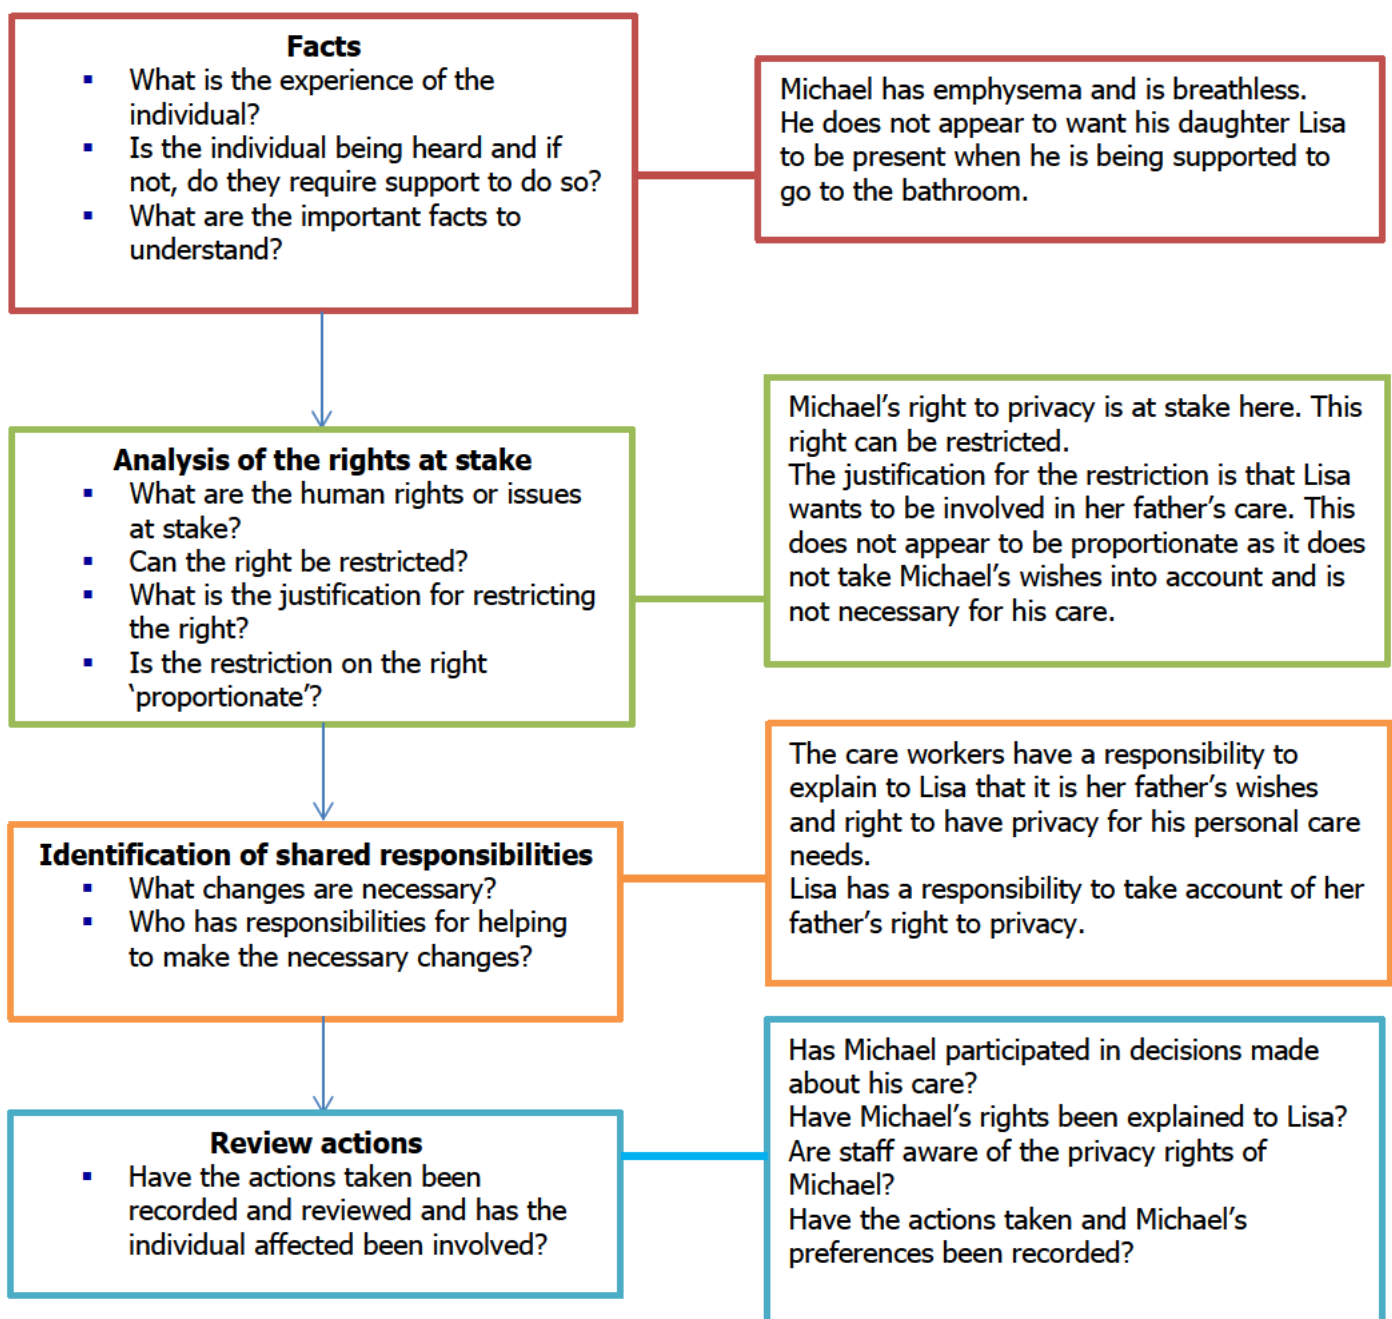 Facts
▪ What is the experience of the
individual?
▪ Is the individual being heard and if
not, do they require support to do so?
▪ What are the important facts to
understand?
Michael has emphysema and is breathless.
He does not appear to want his daughter Lisa
to be present when he is being supported to
go to the bathroom.
Analysis of the rights at stake
▪ What are the human rights or issues
at stake?
▪ Can the right be restricted?
▪ What is the justification for restricting
the right?
▪ Is the restriction on the right
‘proportionate’?
Michael’s right to privacy is at stake here. This
right can be restricted.
The justification for the restriction is that Lisa
wants to be involved in her father’s care. This
does not appear to be proportionate as it does
not take Michael’s wishes into account and is
not necessary for his care.
Identification of shared responsibilities
▪ What changes are necessary?
▪ Who has responsibilities for helping
to make the necessary changes?
The care workers have a responsibility to
explain to Lisa that it is her father’s wishes
and right to have privacy for his personal care
needs.
Lisa has a responsibility to take account of her
father’s right to privacy.
Review actions
▪ Have the actions taken been
recorded and reviewed and has the
individual affected been involved?
Has Michael participated in decisions made
about his care?
Have Michael’s rights been explained to Lisa?
Are staff aware of the privacy rights of
Michael?
Have the actions taken and Michael’s
preferences been recorded?